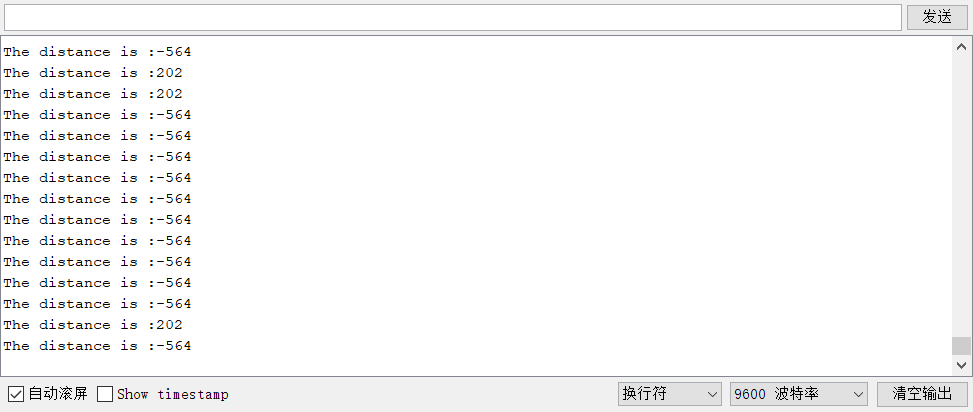 发送
The distance is :-564
The distance is :202
The distance is :202
The distance is :-564
The distance is :-564
The distance is :-564
The distance is :-564
The distance is :-564
The distance is :-564
The distance is :-564
The distance is :-564
The distance is :-564
The distance is :-564
The distance is :202
The distance is :-564
自动滚屏 Show timestamp 换行符 9600 波特率 清空输出